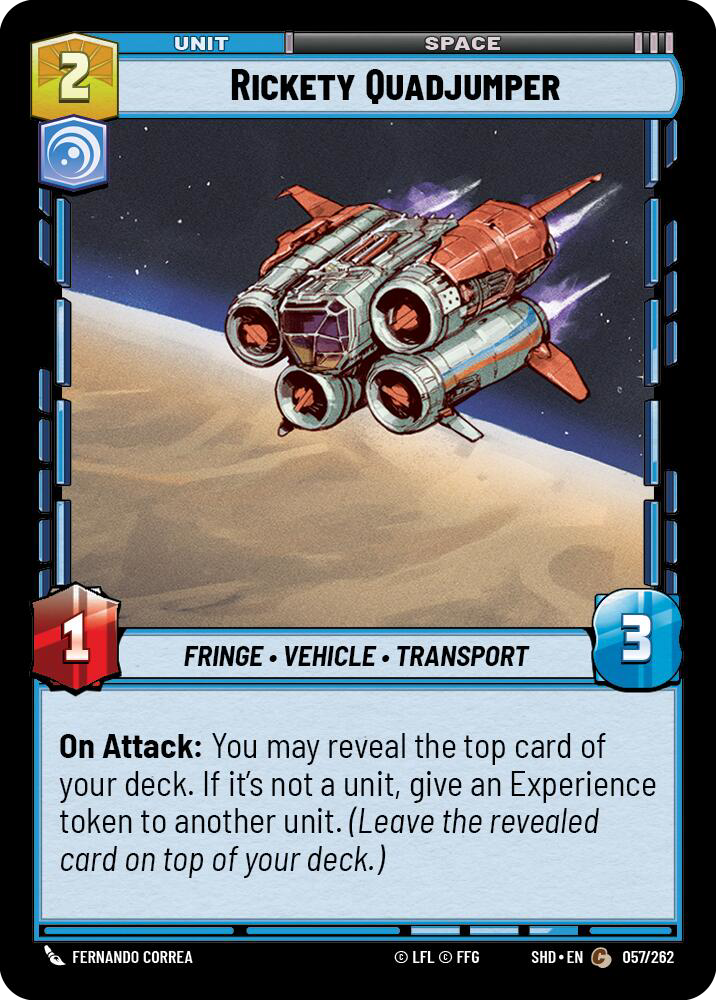 UNIT
SPACE
2
RICKETY QUADJUMPER
1
FRINGE • VEHICLE • TRANSPORT
3
On Attack: You may reveal the top card of
your deck. If it's not a unit, give an Experience
token to another unit. (Leave the revealed
card on top of your deck.)
FERNANDO CORREA
© LFL © FFG
SHD • EN C 057/262